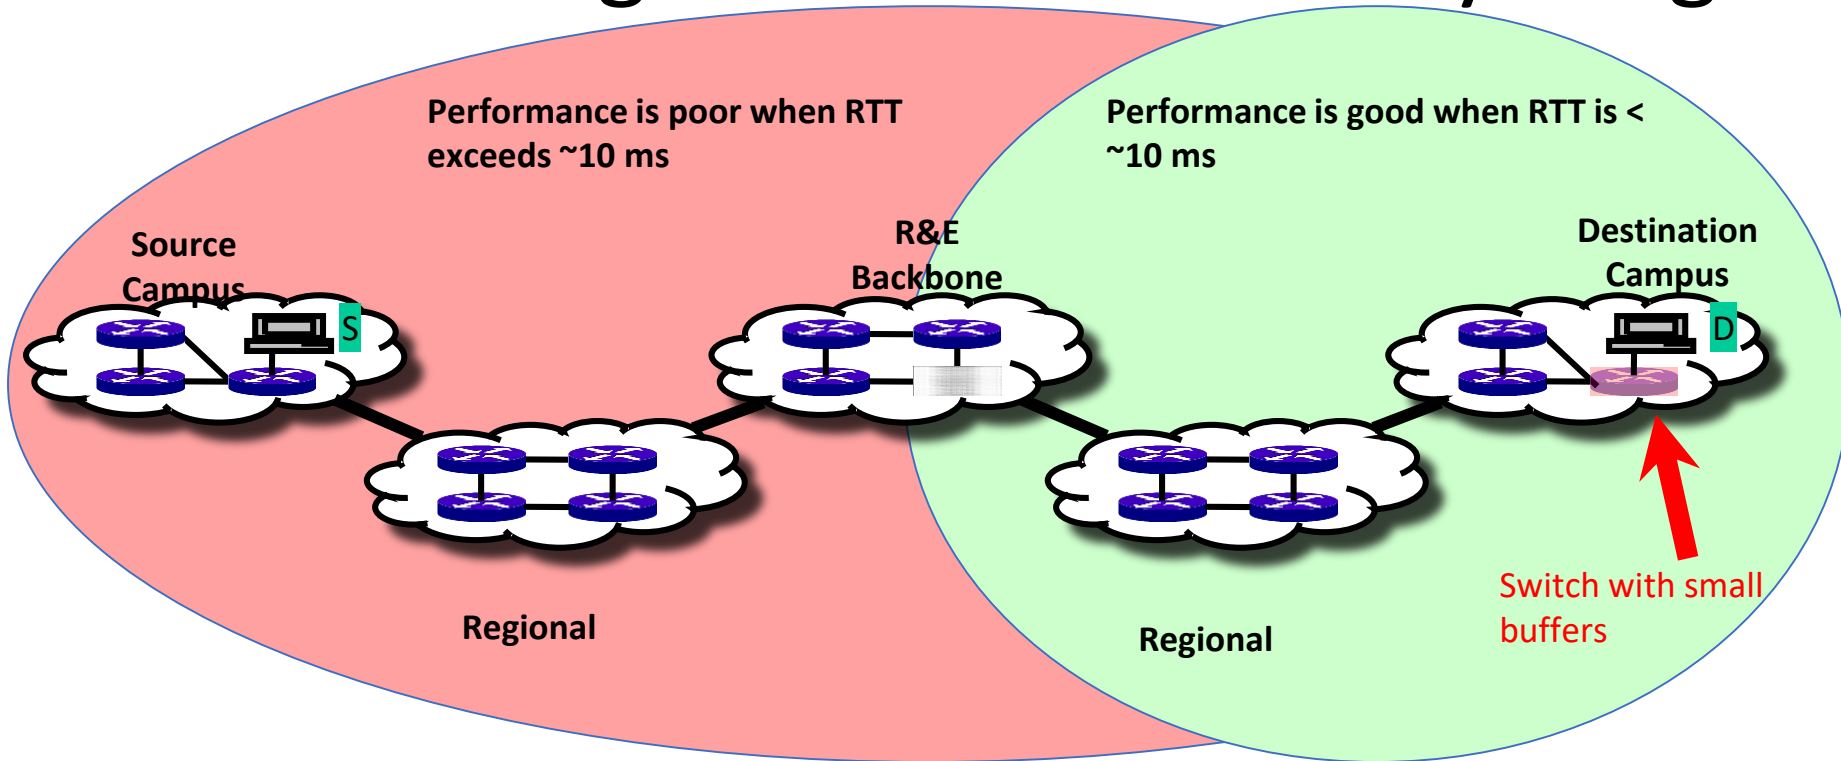 Performance is poor when RTT
exceeds ~10 ms
Performance is good when RTT is <
~10 ms
Source
Campus
R&E
Backbone
Destination
Campus
S
D
Regional
Regional
Switch with small
buffers